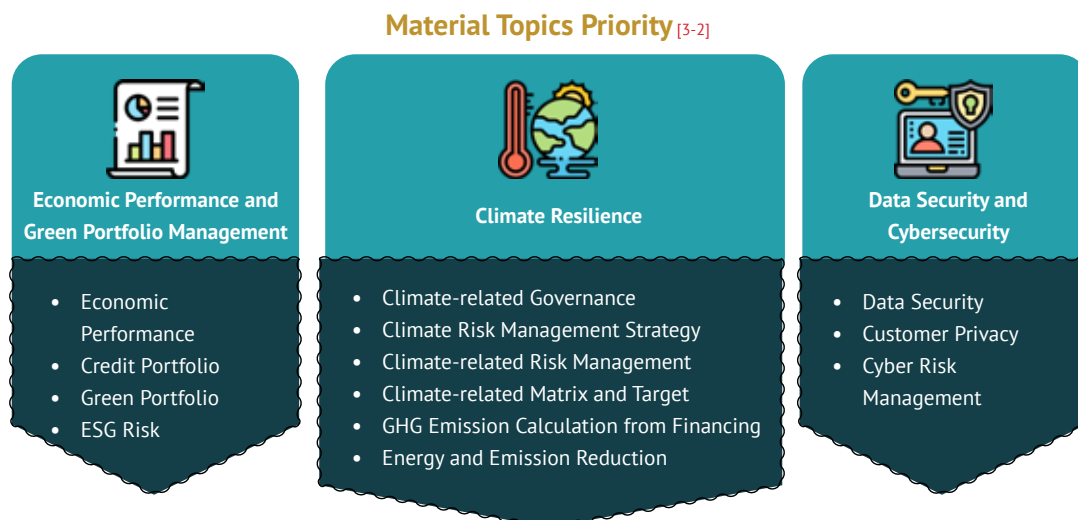 Material Topics Priority [3-2]
Economic Performance and
Green Portfolio Management
• Economic
Performance
• Credit Portfolio
• Green Portfolio
• ESG Risk
Climate Resilience
• Climate-related Governance
• Climate Risk Management Strategy
• Climate-related Risk Management
• Climate-related Matrix and Target
• GHG Emission Calculation from Financing
• Energy and Emission Reduction
Data Security and
Cybersecurity
• Data Security
• Customer Privacy
• Cyber Risk
Management